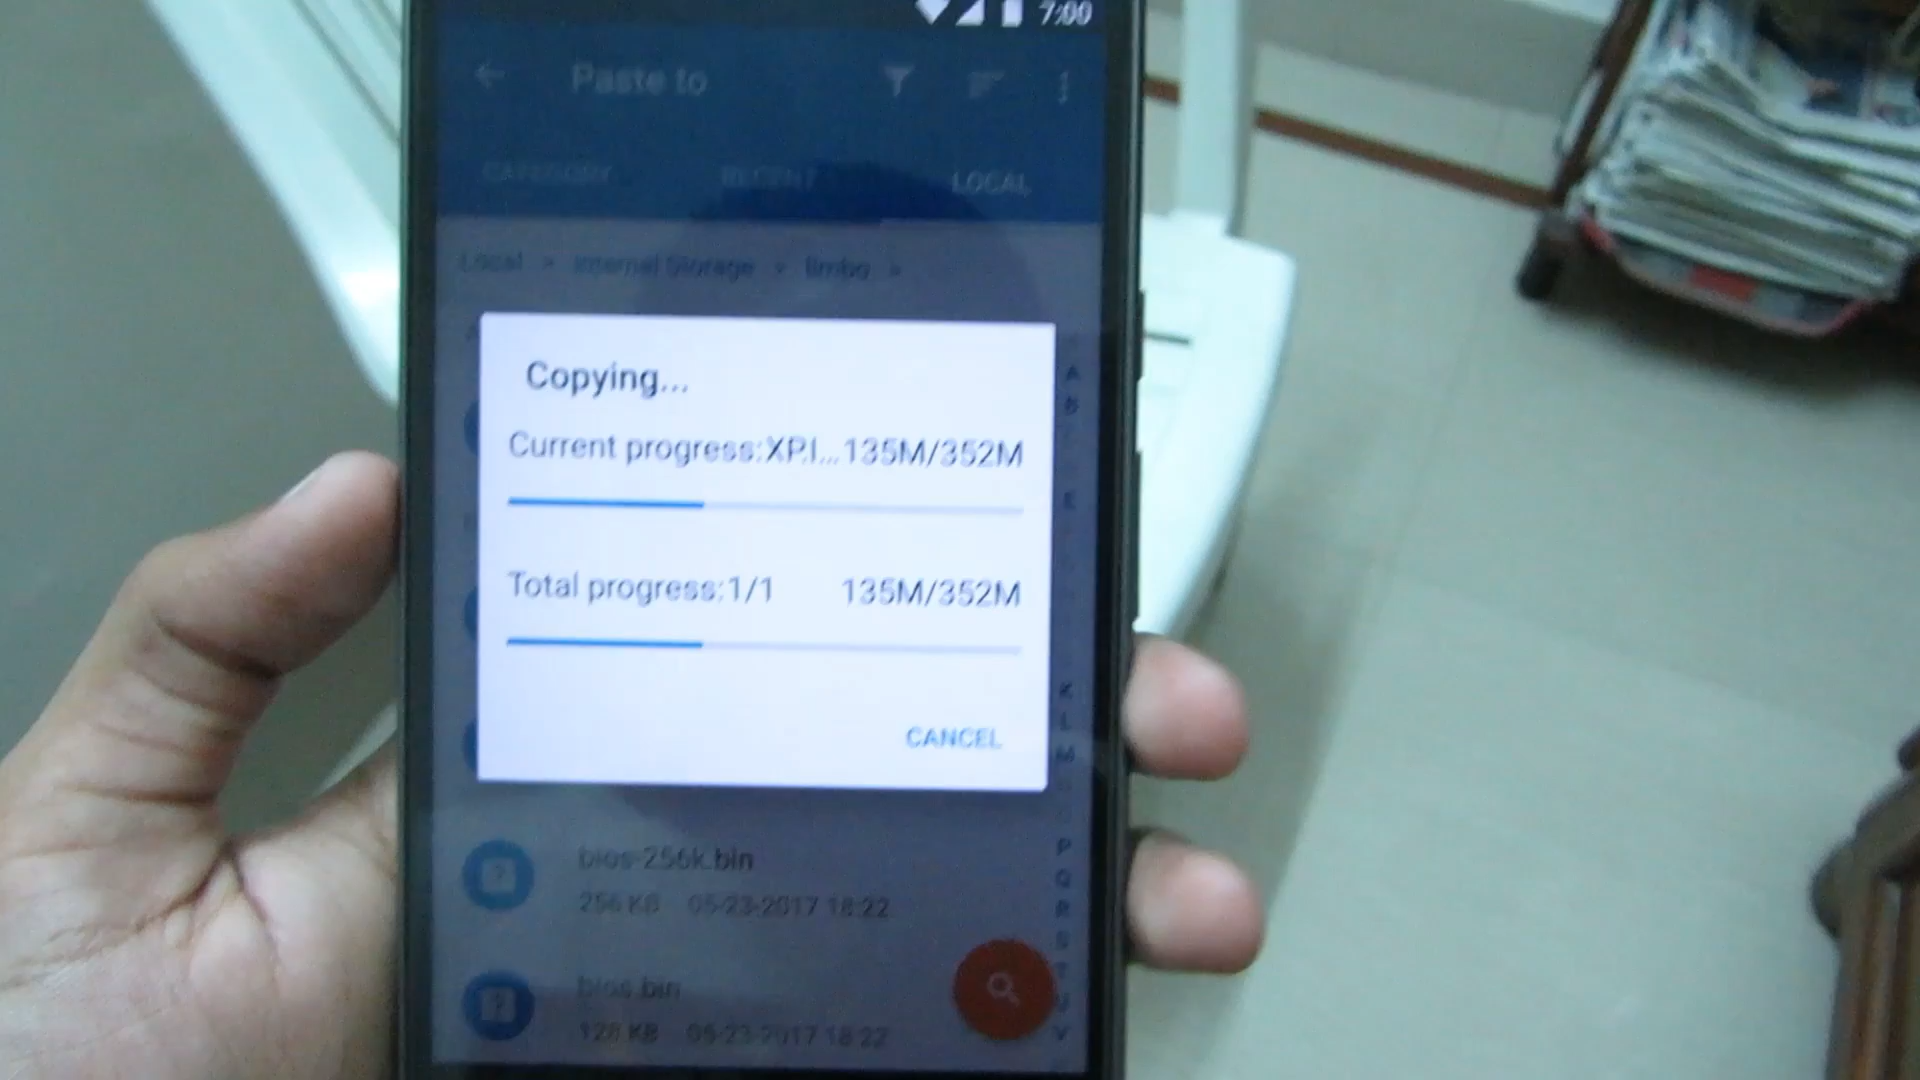 7:00
Paste to
CATEGORY RECENT LOCAL
Local > Internal Storage > limbo >
Copying...
Current progress:XP.I... 135M/352M
Total progress:1/1 135M/352M
CANCEL
A
B
E
K
L
M
P
Q
R
S
T
U
V
bios-256k.bin
256 KB 05-23-2017 18:22
bios.bin
128 KB 05-23-2017 18:22